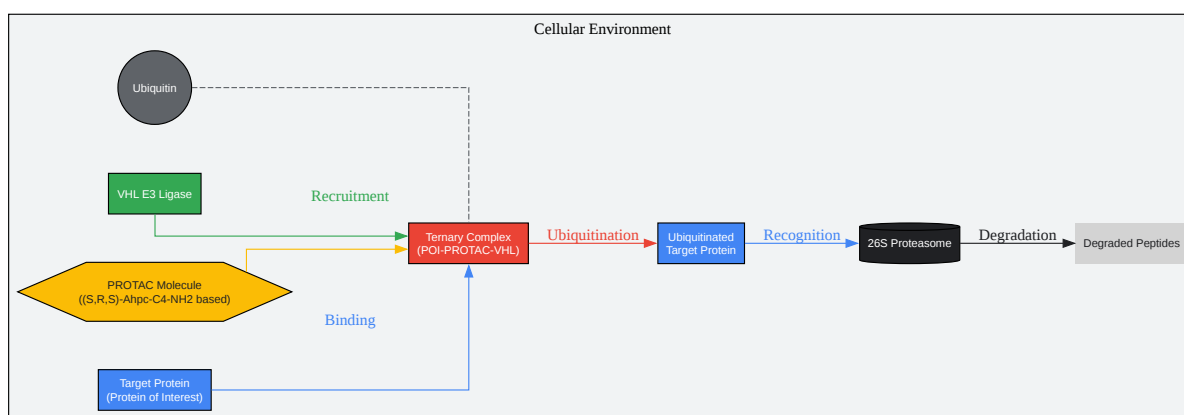 Cellular Environment
Ubiquitin
VHL E3 Ligase
Recruitment
Ternary Complex
(POI-PROTAC-VHL)
Ubiquitination
Ubiquitinated
Target Protein
Recognition
26S Proteasome
Degradation
Degraded Peptides
PROTAC Molecule
((S,R,S)-Ahpc-C4-NH2 based)
Binding
Target Protein
(Protein of Interest)